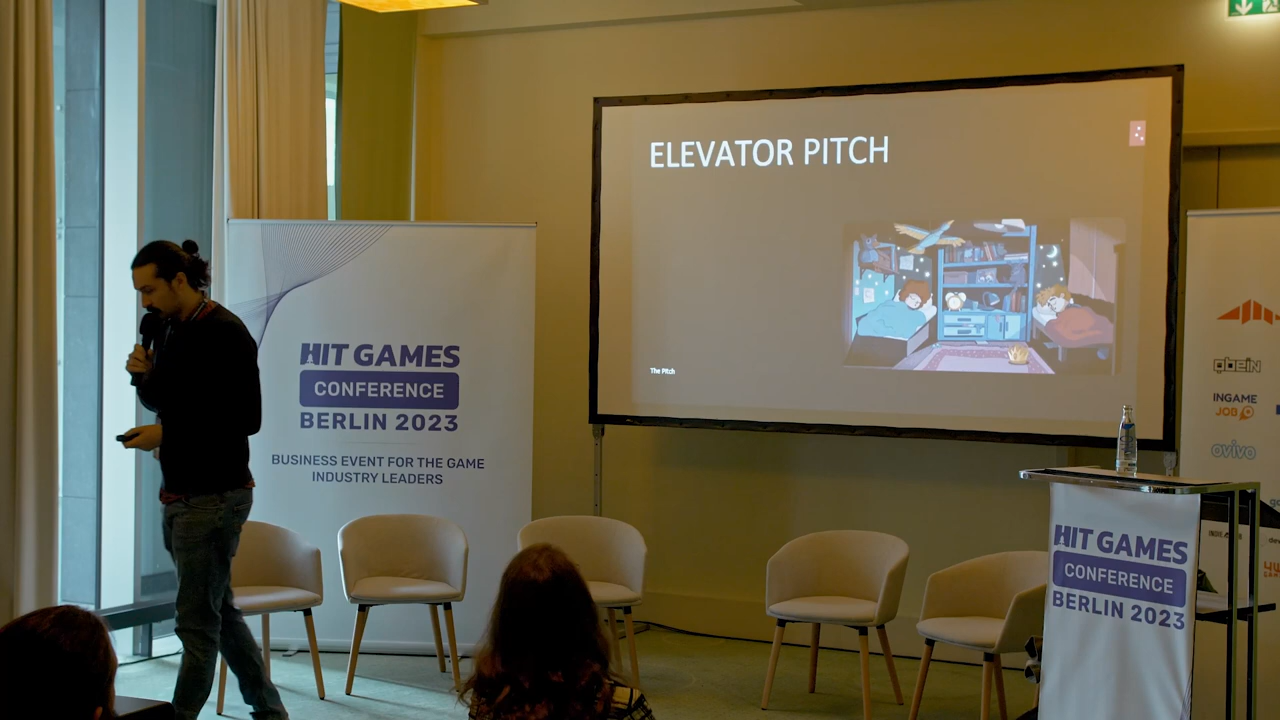 ELEVATOR PITCH
The Pitch
HIT GAMES
CONFERENCE
BERLIN 2023
BUSINESS EVENT FOR THE GAME
INDUSTRY LEADERS
qbein
INGAME
JOB
ovivo
HIT GAMES
CONFERENCE
BERLIN 2023